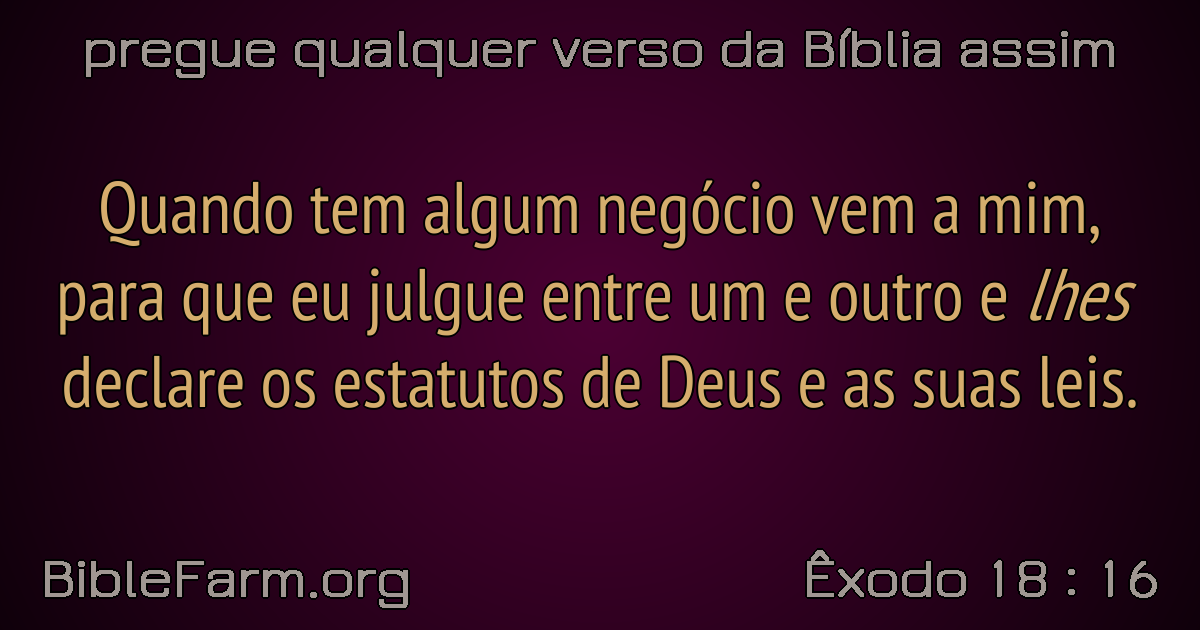 pregue qualquer verso da Bíblia assim
Quando tem algum negócio vem a mim,
para que eu julgue entre um e outro e lhes
declare os estatutos de Deus e as suas leis.
BibleFarm.org
Êxodo 18 : 16